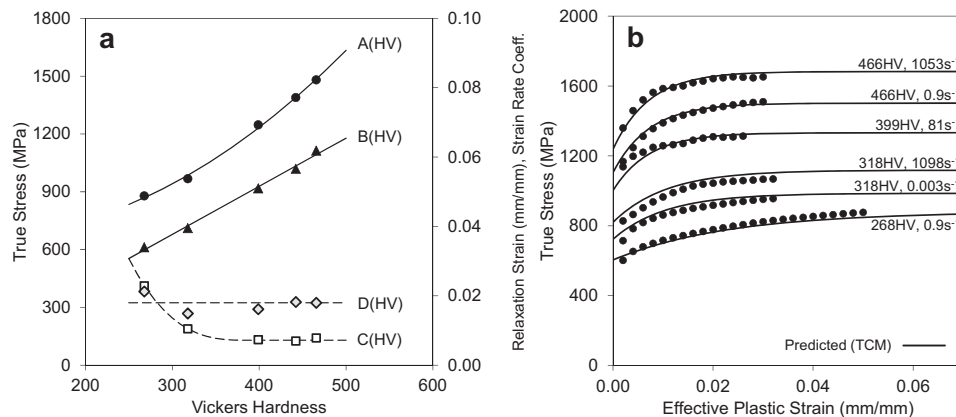 a
True Stress (MPa)
1800
1500
1200
900
600
300
0
0.10
0.08
0.06
0.04
0.02
0.00
A(HV)
B(HV)
D(HV)
C(HV)
200
300
400
500
600
Vickers Hardness
Relaxation Strain (mm/mm), Strain Rate Coeff.
b
True Stress (MPa)
2000
1600
1200
800
400
0
466HV, 1053s⁻
466HV, 0.9s⁻
399HV, 81s⁻
318HV, 1098s⁻
318HV, 0.003s⁻
268HV, 0.9s⁻
Predicted (TCM)
0.00
0.02
0.04
0.06
Effective Plastic Strain (mm/mm)